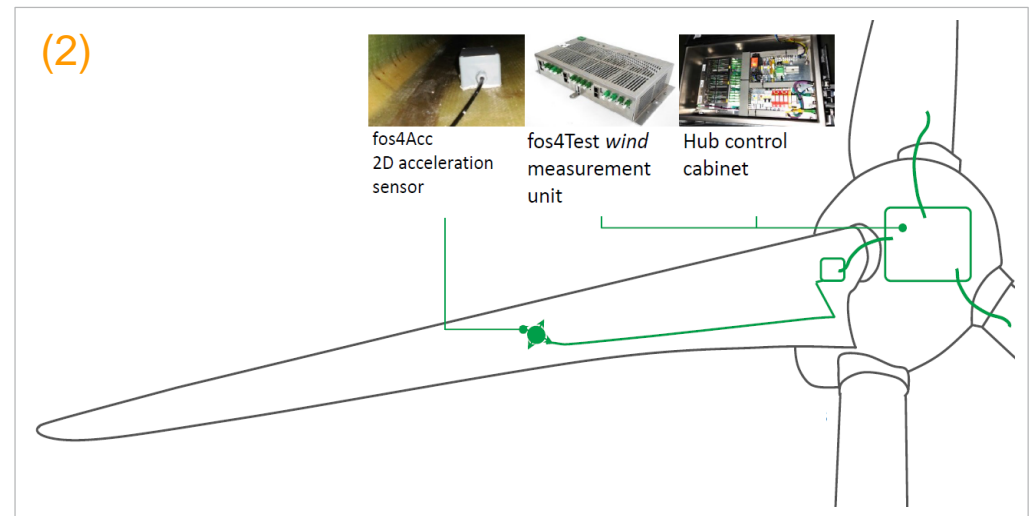 (2)
fos4Acc
2D acceleration
sensor
fos4Test wind
measurement
unit
Hub control
cabinet